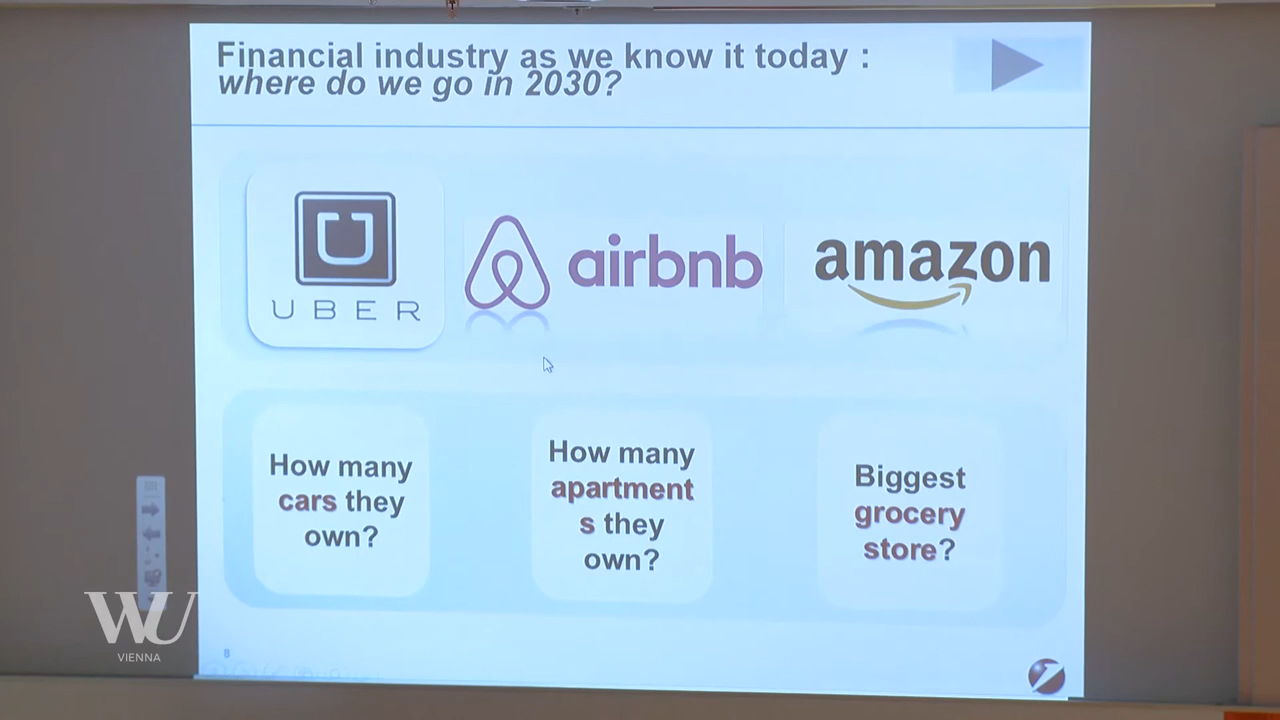 Financial industry as we know it today :
where do we go in 2030?
U
UBER
airbnb
amazon
How many
cars they
own?
How many
apartment
s they
own?
Biggest
grocery
store?
8
WU
VIENNA